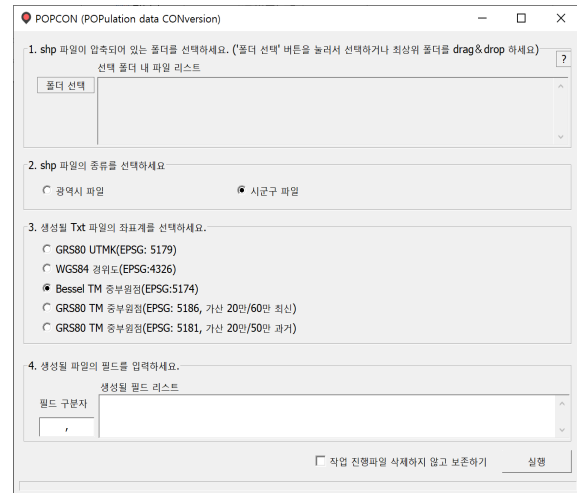 POPCON (POPulation data CONversion)
1. shp 파일이 압축되어 있는 폴더를 선택하세요. ('폴더 선택' 버튼을 눌러서 선택하거나 최상위 폴더를 drag&drop 하세요)
?
선택 폴더 내 파일 리스트
폴더 선택
2. shp 파일의 종류를 선택하세요
광역시 파일
시군구 파일
3. 생성될 Txt 파일의 좌표계를 선택하세요.
GRS80 UTMK(EPSG: 5179)
WGS84 경위도(EPSG:4326)
Bessel TM 중부원점(EPSG:5174)
GRS80 TM 중부원점(EPSG: 5186, 가산 20만/60만 최신)
GRS80 TM 중부원점(EPSG: 5181, 가산 20만/50만 과거)
4. 생성될 파일의 필드를 입력하세요.
생성될 필드 리스트
필드 구분자
,
작업 진행파일 삭제하지 않고 보존하기
실행